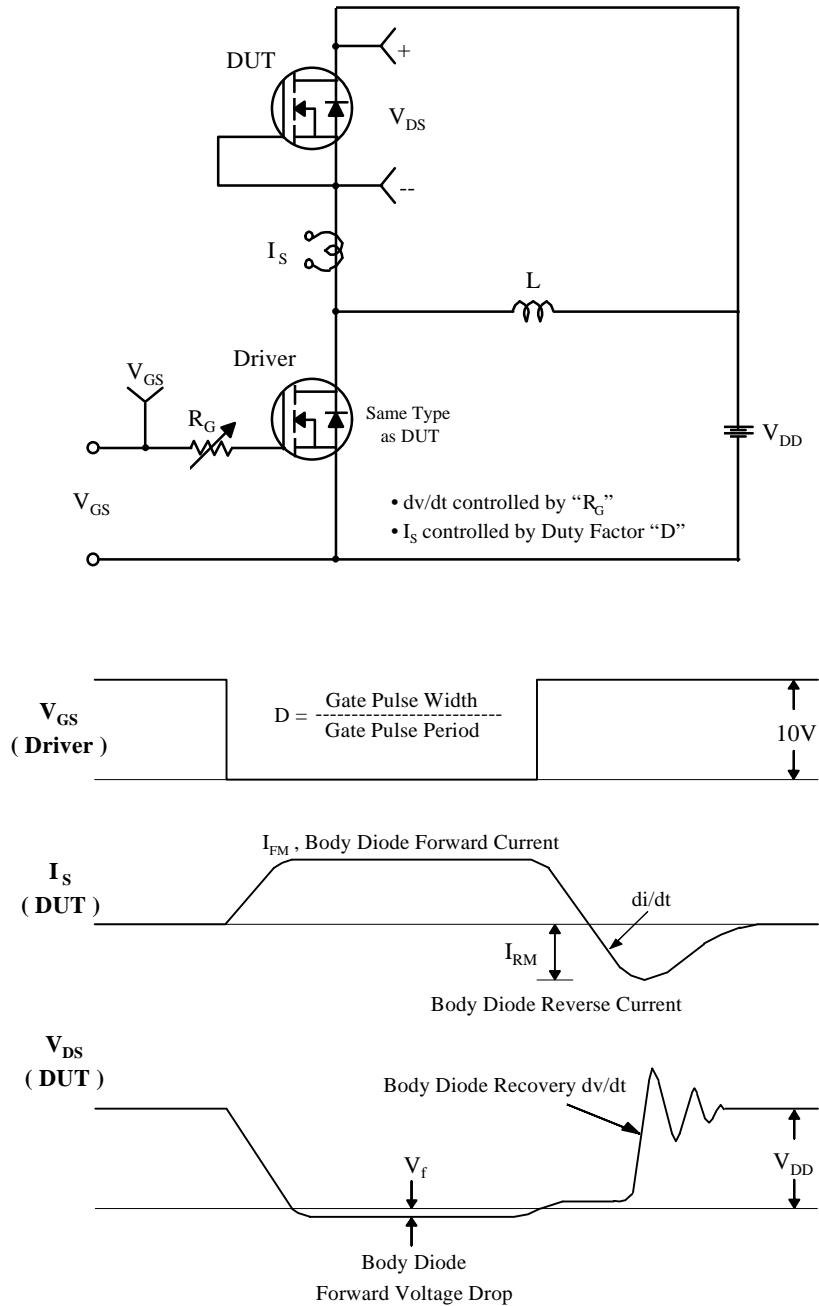 DUT
+
V_DS
--
I_S
L
Driver
V_GS
R_G
Same Type
as DUT
V_DD
V_GS
• dv/dt controlled by “R_G”
• I_S controlled by Duty Factor “D”
V_GS
( Driver )
D = Gate Pulse Width
--------------------------
Gate Pulse Period
10V
I_FM , Body Diode Forward Current
I_S
( DUT )
di/dt
I_RM
Body Diode Reverse Current
V_DS
( DUT )
Body Diode Recovery dv/dt
V_f
V_DD
Body Diode
Forward Voltage Drop